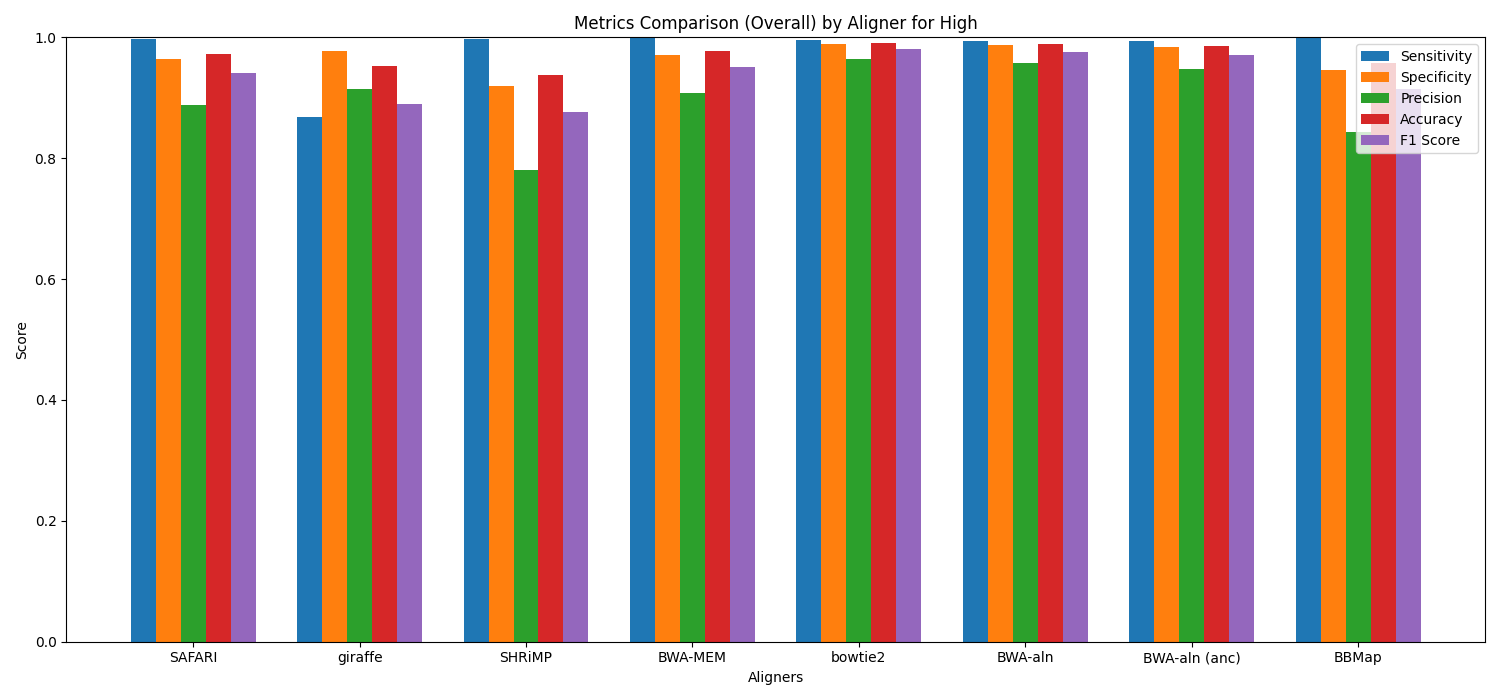 Metrics Comparison (Overall) by Aligner for High
1.0
0.8
0.6
0.4
0.2
0.0
Score
Sensitivity
Specificity
Precision
Accuracy
F1 Score
SAFARI
giraffe
SHRiMP
BWA-MEM
bowtie2
BWA-aln
BWA-aln (anc)
BBMap
Aligners